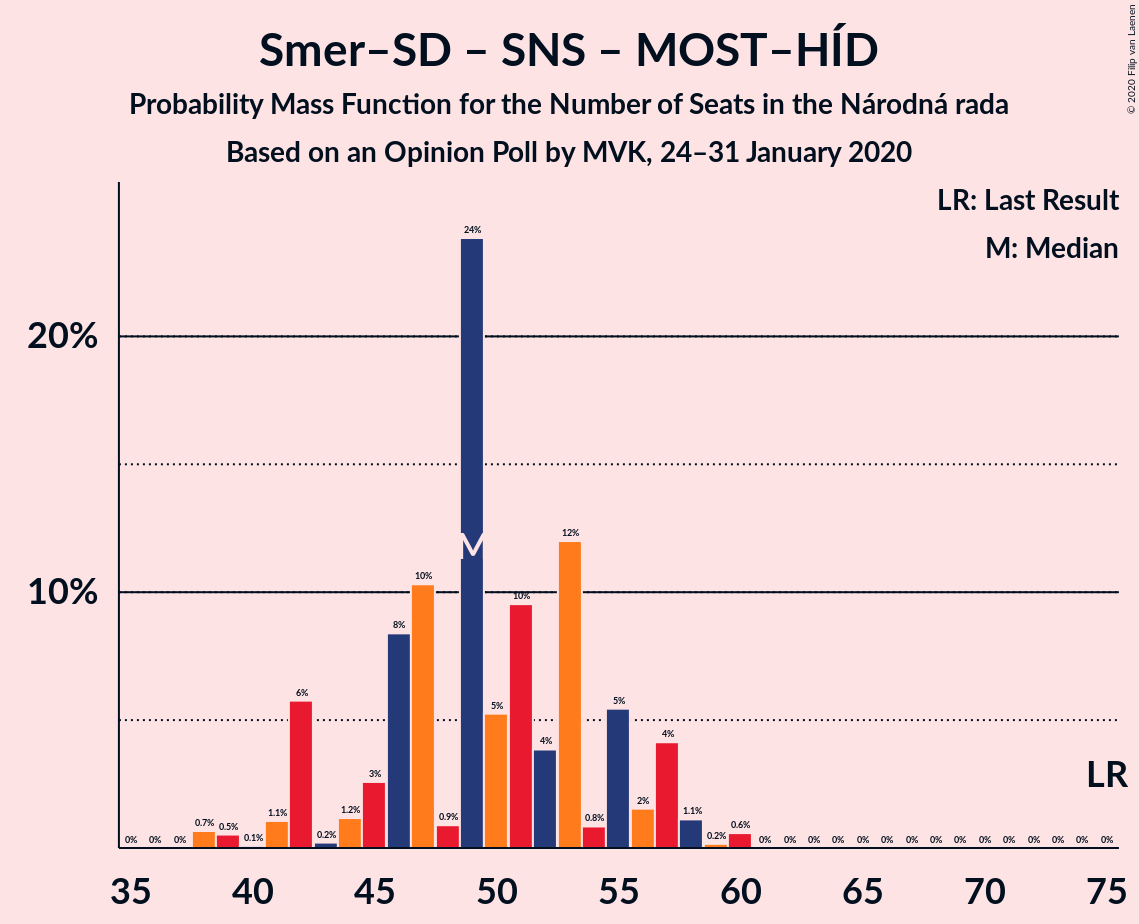 Smer–SD – SNS – MOST–HÍD
Probability Mass Function for the Number of Seats in the Národná rada
Based on an Opinion Poll by MVK, 24–31 January 2020
© 2020 Filip van Laenen
LR: Last Result
M: Median
20%
10%
0% 0% 0% 0.7% 0.5% 0.1% 1.1% 6% 0.2% 1.2% 3% 8% 10% 0.9% 24% 5% 10% 4% 12% 0.8% 5% 2% 4% 1.1% 0.2% 0.6% 0% 0% 0% 0% 0% 0% 0% 0% 0% 0% 0% 0% 0% 0% 0%
M
LR
35 40 45 50 55 60 65 70 75